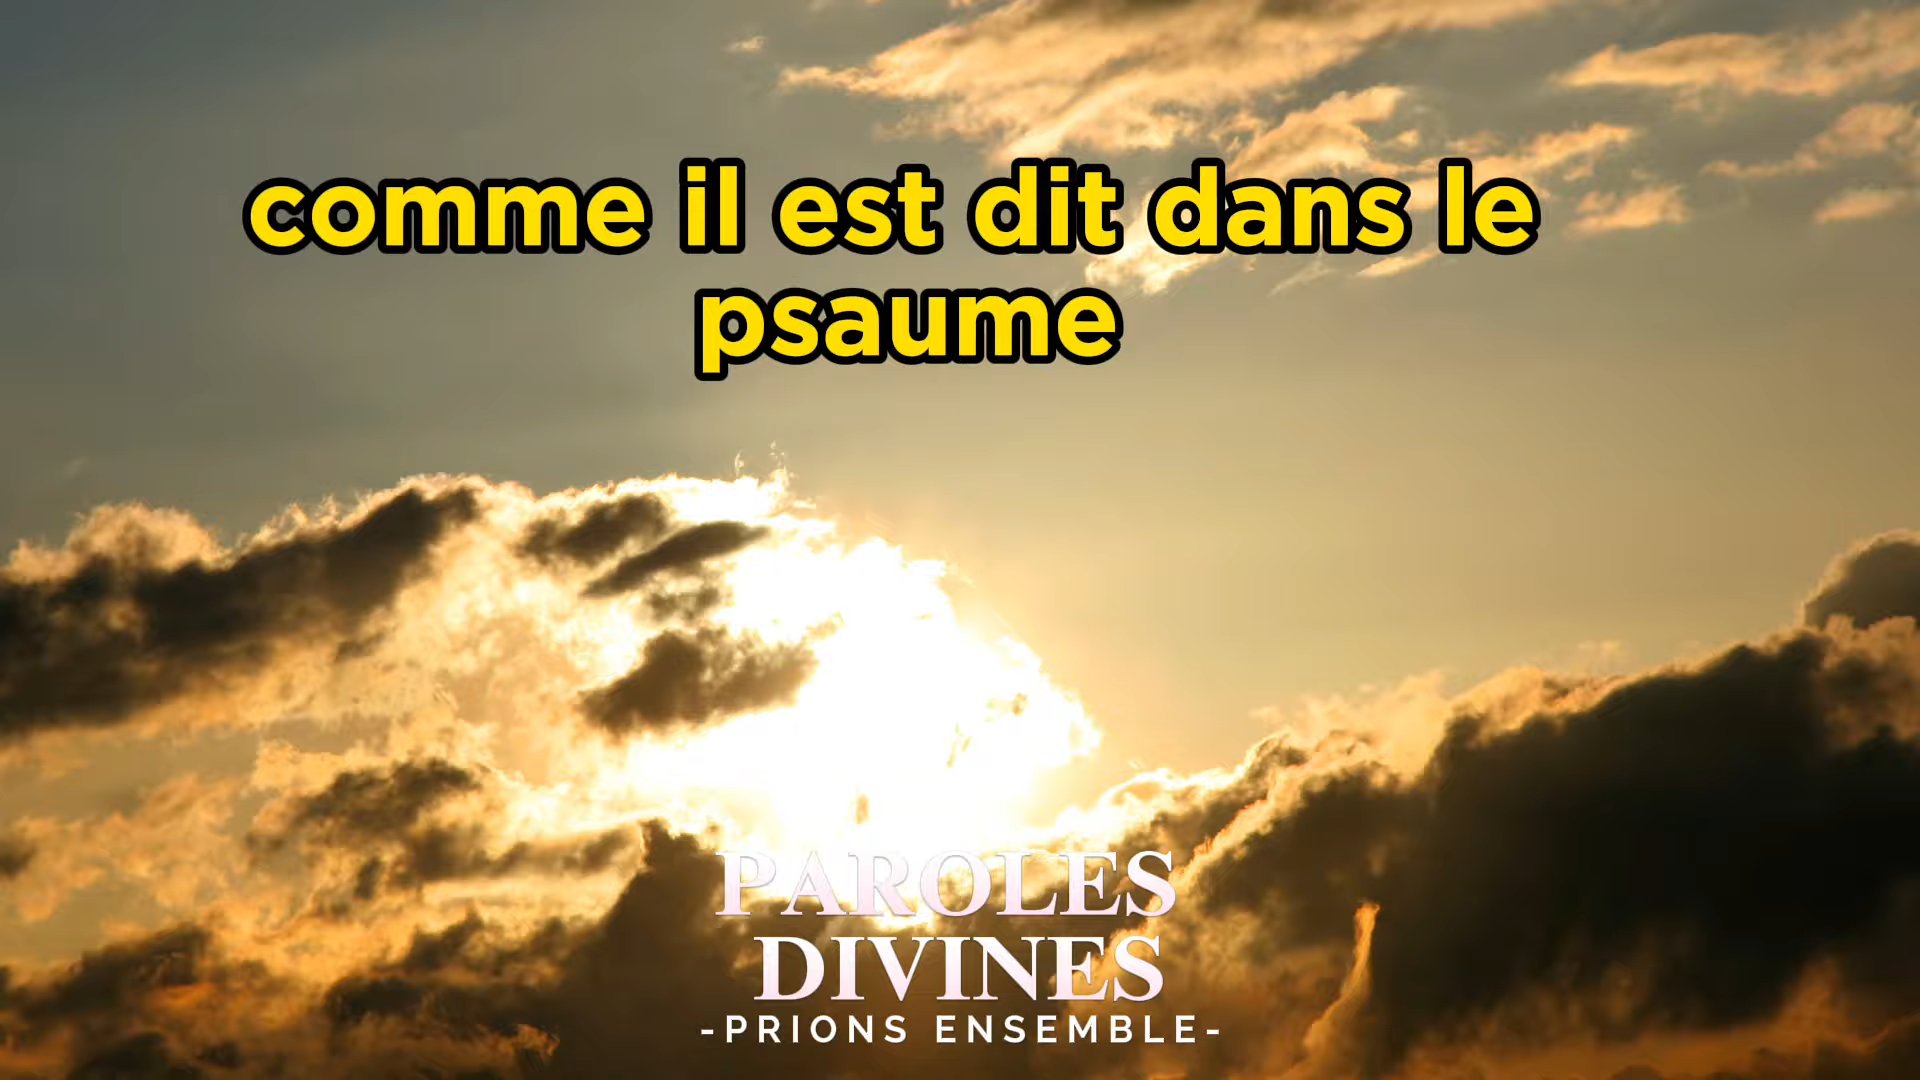 comme il est dit dans le
psaume
PAROLES
DIVINES
-PRIONS ENSEMBLE-